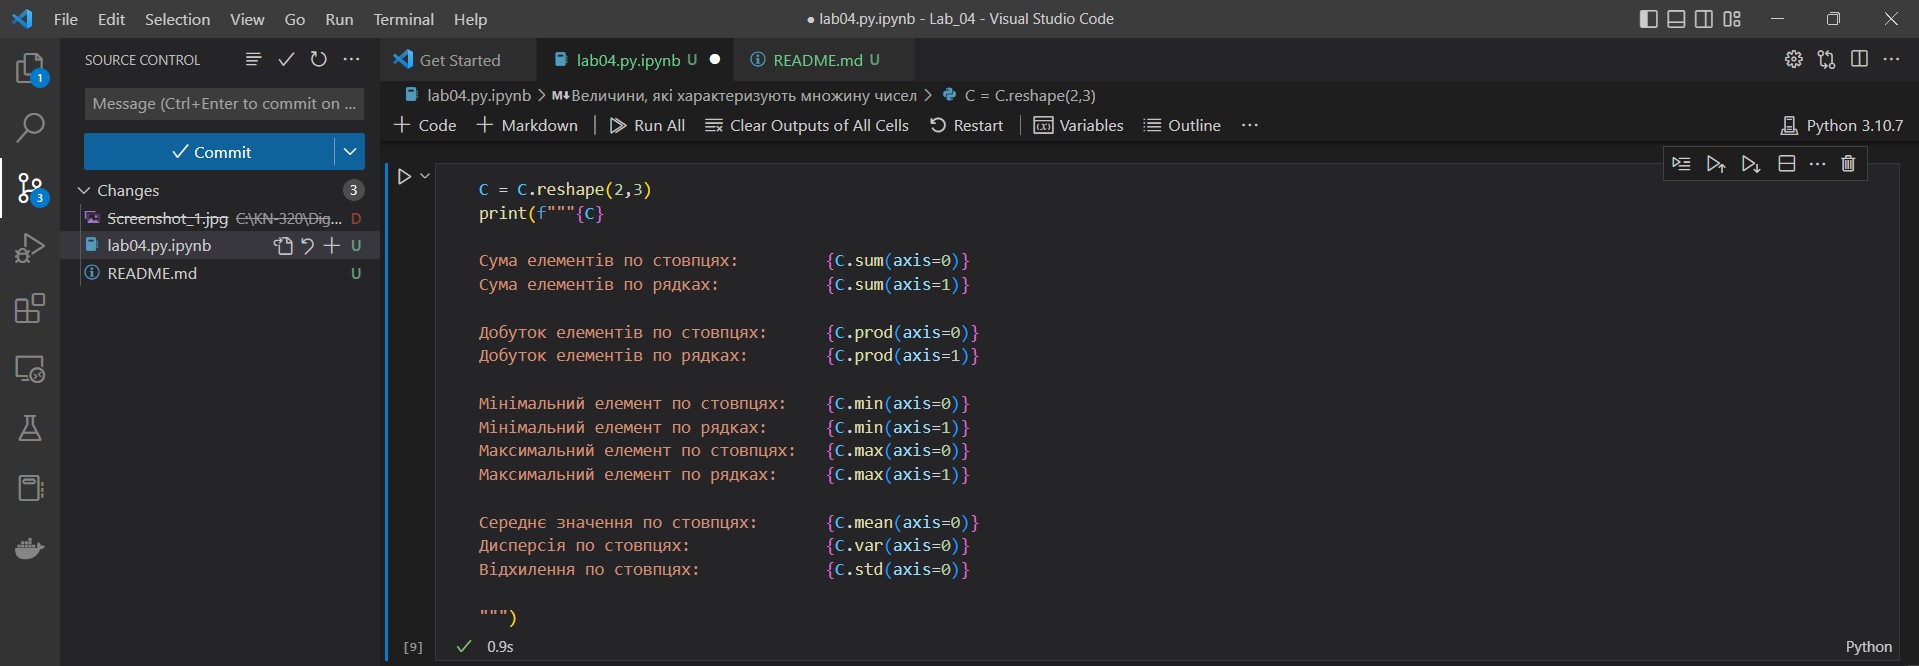 File Edit Selection View Go Run Terminal Help
● lab04.py.ipynb - Lab_04 - Visual Studio Code
SOURCE CONTROL
Get Started
lab04.py.ipynb U
README.md U
1
Message (Ctrl+Enter to commit on ...
lab04.py.ipynb > M↓Величини, які характеризують множину чисел > C = C.reshape(2,3)
+ Code + Markdown Run All Clear Outputs of All Cells Restart Variables Outline ...
Python 3.10.7
Commit
Changes 3
3
Screenshot_1.jpg C:\KN-320\Dig... D
lab04.py.ipynb U
README.md U
C = C.reshape(2,3)
print(f"""{C}
Сума елементів по стовпцях: {C.sum(axis=0)}
Сума елементів по рядках: {C.sum(axis=1)}
Добуток елементів по стовпцях: {C.prod(axis=0)}
Добуток елементів по рядках: {C.prod(axis=1)}
Мінімальний елемент по стовпцях: {C.min(axis=0)}
Мінімальний елемент по рядках: {C.min(axis=1)}
Максимальний елемент по стовпцях: {C.max(axis=0)}
Максимальний елемент по рядках: {C.max(axis=1)}
Середнє значення по стовпцях: {C.mean(axis=0)}
Дисперсія по стовпцях: {C.var(axis=0)}
Відхилення по стовпцях: {C.std(axis=0)}
""")
[9] ✓ 0.9s
Python